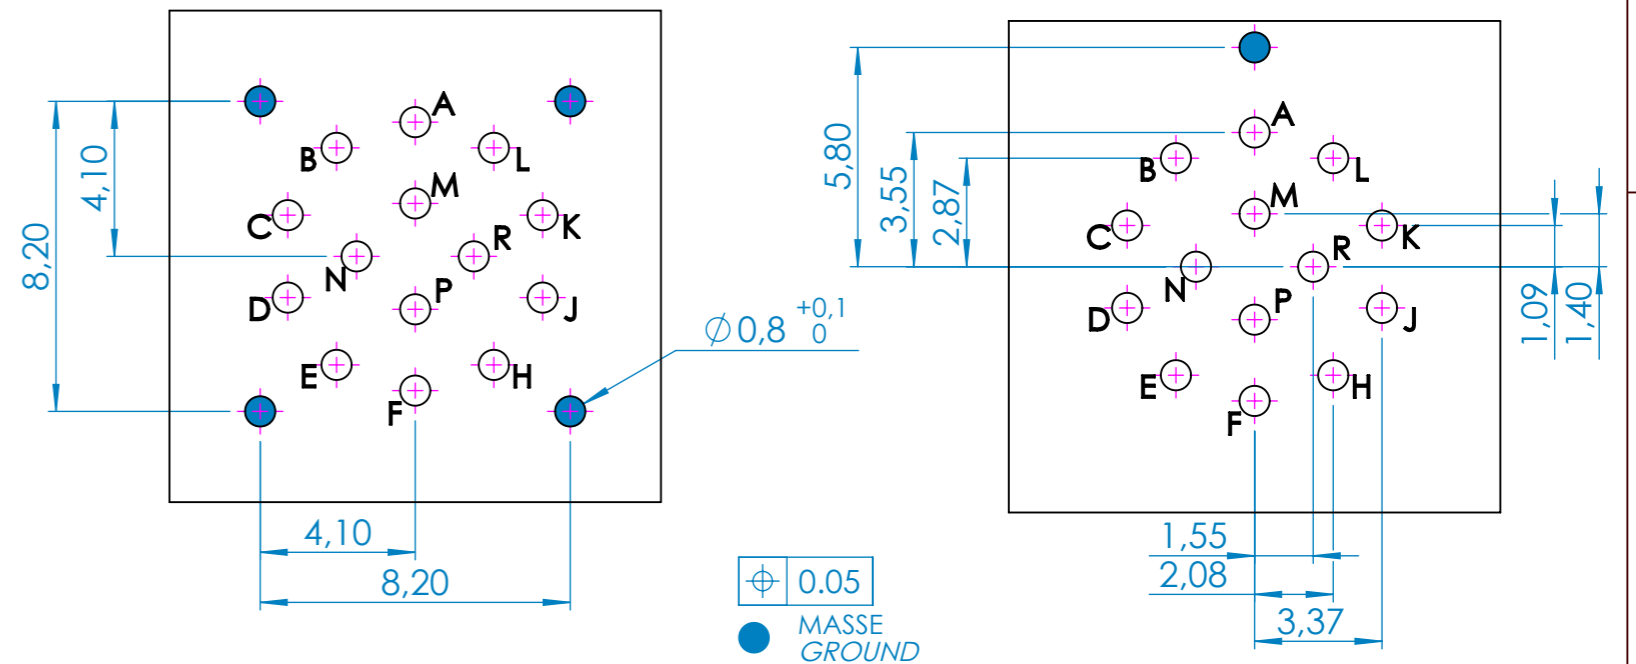 A
B
L
M
C
K
R
N
P
D
J
E
H
F
4,10
8,20
Ø0,8 +0,1
0
4,10
8,20
⌖ 0.05
MASSE
GROUND
A
B
L
M
C
K
R
N
P
D
J
E
H
F
5,80
3,55
2,87
1,09
1,40
1,55
2,08
3,37